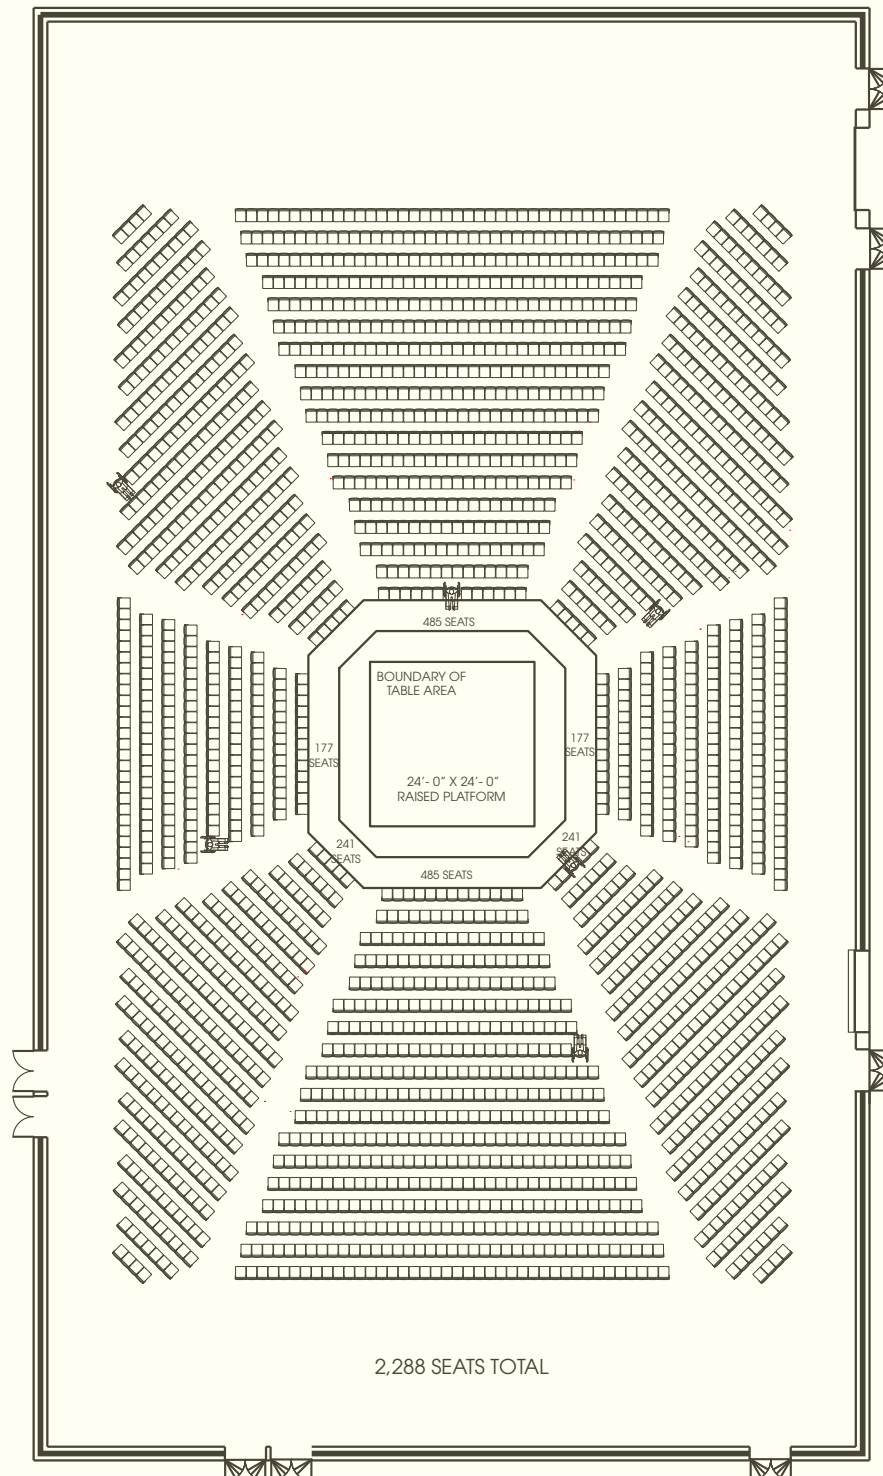 485 SEATS
BOUNDARY OF
TABLE AREA
177
SEATS
177
SEATS
24'-0" X 24'-0"
RAISED PLATFORM
241
SEATS
241
SEATS
485 SEATS
2,288 SEATS TOTAL